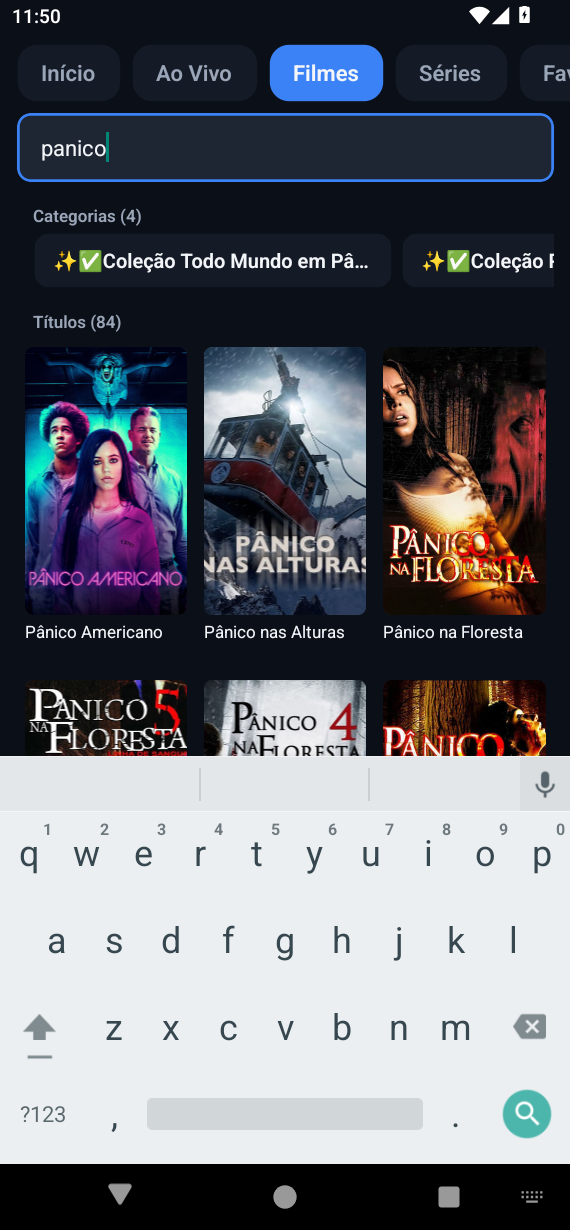 11:50
Início
Ao Vivo
Filmes
Séries
Fav
panico
Categorias (4)
✨✅Coleção Todo Mundo em Pâ...
✨✅Coleção
Títulos (84)
PÂNICO AMERICANO
PÂNICO
NAS ALTURAS
PÂNICO
NA FLORESTA
Pânico Americano
Pânico nas Alturas
Pânico na Floresta
PÂNICO 5
NA FLORESTA
PÂNICO 4
NA FLORESTA
PÂNICO
1 2 3 4 5 6 7 8 9 0
q w e r t y u i o p
a s d f g h j k l
z x c v b n m
?123 , .